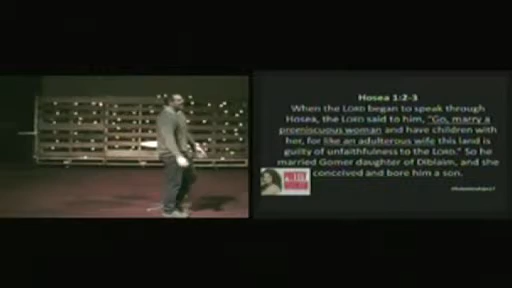 Hosea 1:2-3
When the LORD began to speak through
Hosea, the LORD said to him, "Go, marry a
promiscuous woman and have children with
her, for like an adulterous wife this land is
guilty of unfaithfulness to the LORD." So he
married Gomer daughter of Diblaim, and she
conceived and bore him a son.
PRETTY
WOMAN